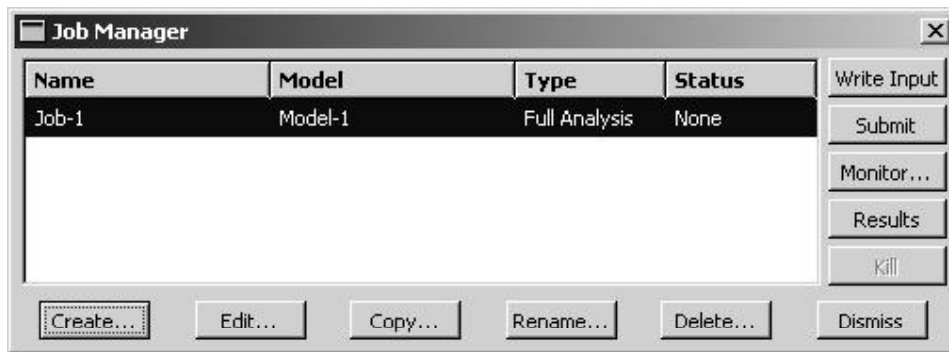 Job Manager
Name Model Type Status
Job-1 Model-1 Full Analysis None
Write Input
Submit
Monitor...
Results
Kill
Create... Edit... Copy... Rename... Delete... Dismiss